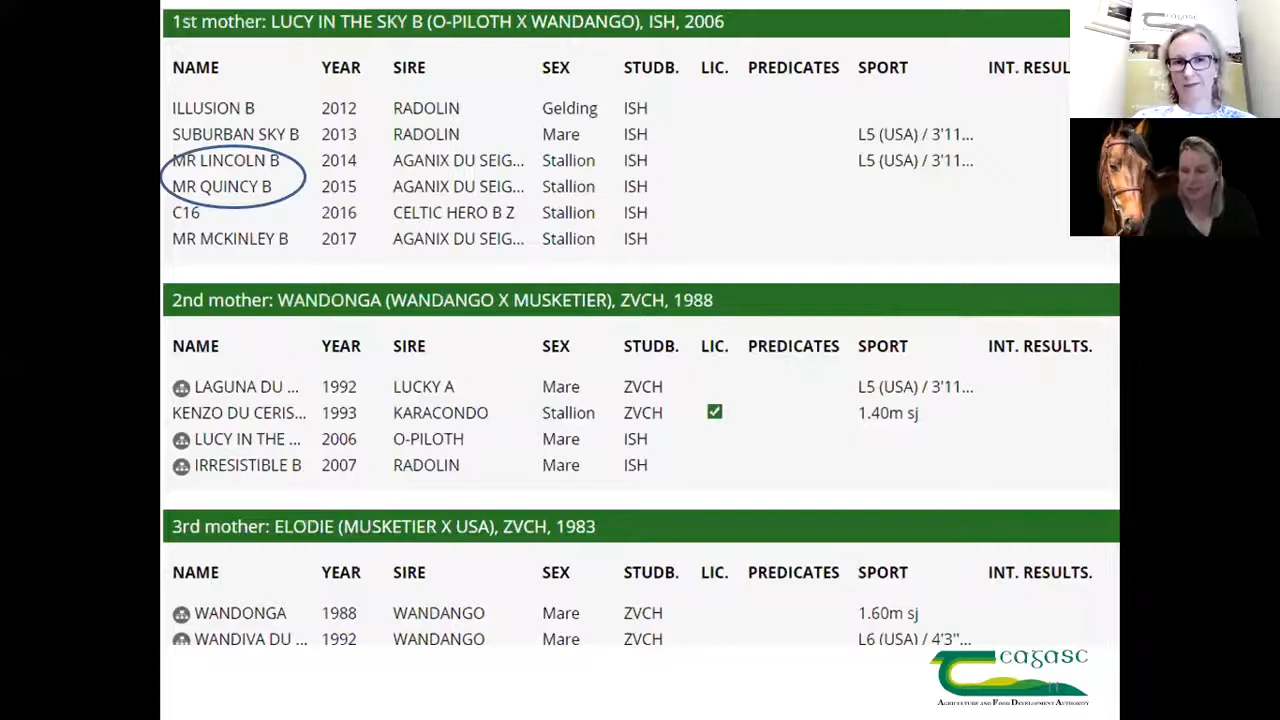 1st mother: LUCY IN THE SKY B (O-PILOTH X WANDANGO), ISH, 2006
NAME YEAR SIRE SEX STUDB. LIC. PREDICATES SPORT INT. RESUL
ILLUSION B 2012 RADOLIN Gelding ISH
SUBURBAN SKY B 2013 RADOLIN Mare ISH L5 (USA) / 3'11...
MR LINCOLN B 2014 AGANIX DU SEIG... Stallion ISH L5 (USA) / 3'11...
MR QUINCY B 2015 AGANIX DU SEIG... Stallion ISH
C16 2016 CELTIC HERO B Z Stallion ISH
MR MCKINLEY B 2017 AGANIX DU SEIG... Stallion ISH
2nd mother: WANDONGA (WANDANGO X MUSKETIER), ZVCH, 1988
NAME YEAR SIRE SEX STUDB. LIC. PREDICATES SPORT INT. RESULTS.
LAGUNA DU ... 1992 LUCKY A Mare ZVCH L5 (USA) / 3'11...
KENZO DU CERIS... 1993 KARACONDO Stallion ZVCH 1.40m sj
LUCY IN THE ... 2006 O-PILOTH Mare ISH
IRRESISTIBLE B 2007 RADOLIN Mare ISH
3rd mother: ELODIE (MUSKETIER X USA), ZVCH, 1983
NAME YEAR SIRE SEX STUDB. LIC. PREDICATES SPORT INT. RESULTS.
WANDONGA 1988 WANDANGO Mare ZVCH 1.60m sj
WANDIVA DU ... 1992 WANDANGO Mare ZVCH L6 (USA) / 4'3"...
teagasc
AGRICULTURE AND FOOD DEVELOPMENT AUTHORITY